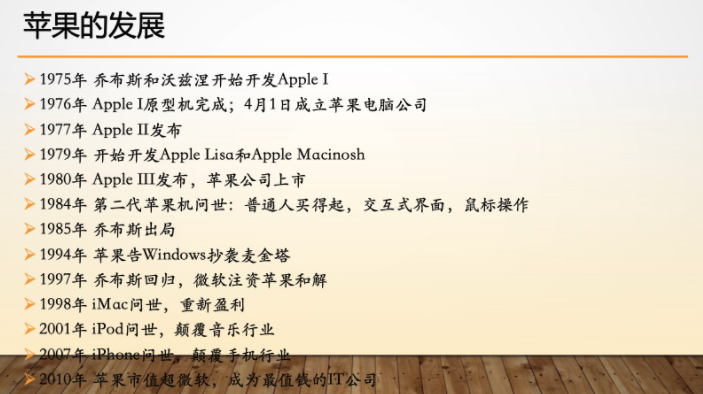 苹果的发展
1975年 乔布斯和沃兹涅开始开发Apple I
1976年 Apple I原型机完成；4月1日成立苹果电脑公司
1977年 Apple II发布
1979年 开始开发Apple Lisa和Apple Macinosh
1980年 Apple III发布，苹果公司上市
1984年 第二代苹果机问世：普通人买得起，交互式界面，鼠标操作
1985年 乔布斯出局
1994年 苹果告Windows抄袭麦金塔
1997年 乔布斯回归，微软注资苹果和解
1998年 iMac问世，重新盈利
2001年 iPod问世，颠覆音乐行业
2007年 iPhone问世，颠覆手机行业
2010年 苹果市值超微软，成为最值钱的IT公司